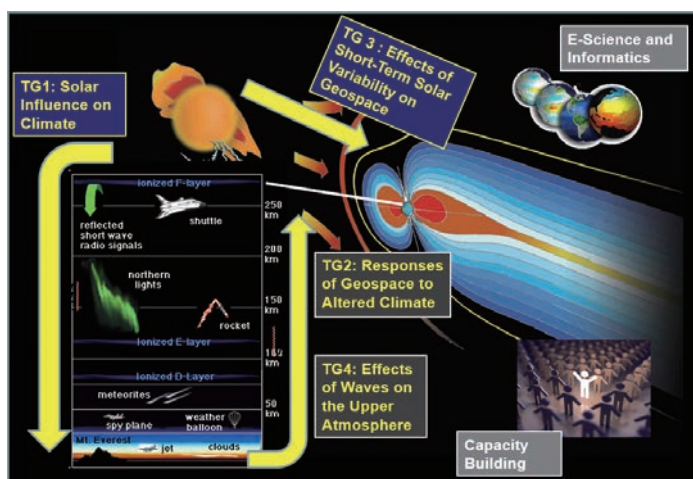 TG1: Solar
Influence on
Climate
TG 3 : Effects of
Short-Term Solar
Variability on
Geospace
E-Science and
Informatics
ionized F-layer
250
km
shuttle
reflected
short wave
radio signals
200
km
northern
lights
150
km
rocket
Ionized E-layer
100
km
Ionized D-Layer
meteorites
50
km
spy plane
weather
balloon
Mt. Everest
jet
clouds
TG2: Responses
of Geospace to
Altered Climate
TG4: Effects
of Waves on
the Upper
Atmosphere
Capacity
Building